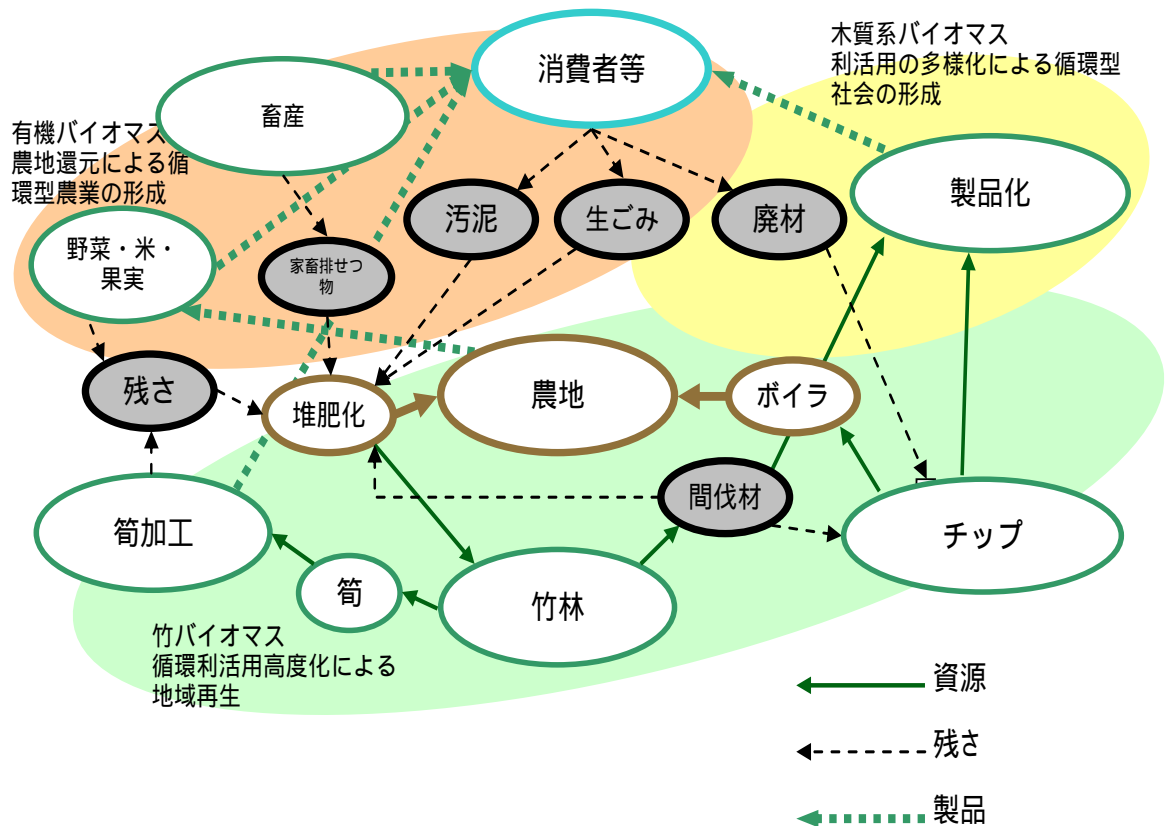 消費者等
木質系バイオマス
利活用の多様化による循環型
社会の形成
畜産
有機バイオマス
農地還元による循
環型農業の形成
製品化
汚泥
生ごみ
廃材
野菜・米・
果実
家畜排せつ
物
残さ
堆肥化
農地
ボイラ
間伐材
筍加工
チップ
筍
竹林
竹バイオマス
循環利活用高度化による
地域再生
資源
残さ
製品